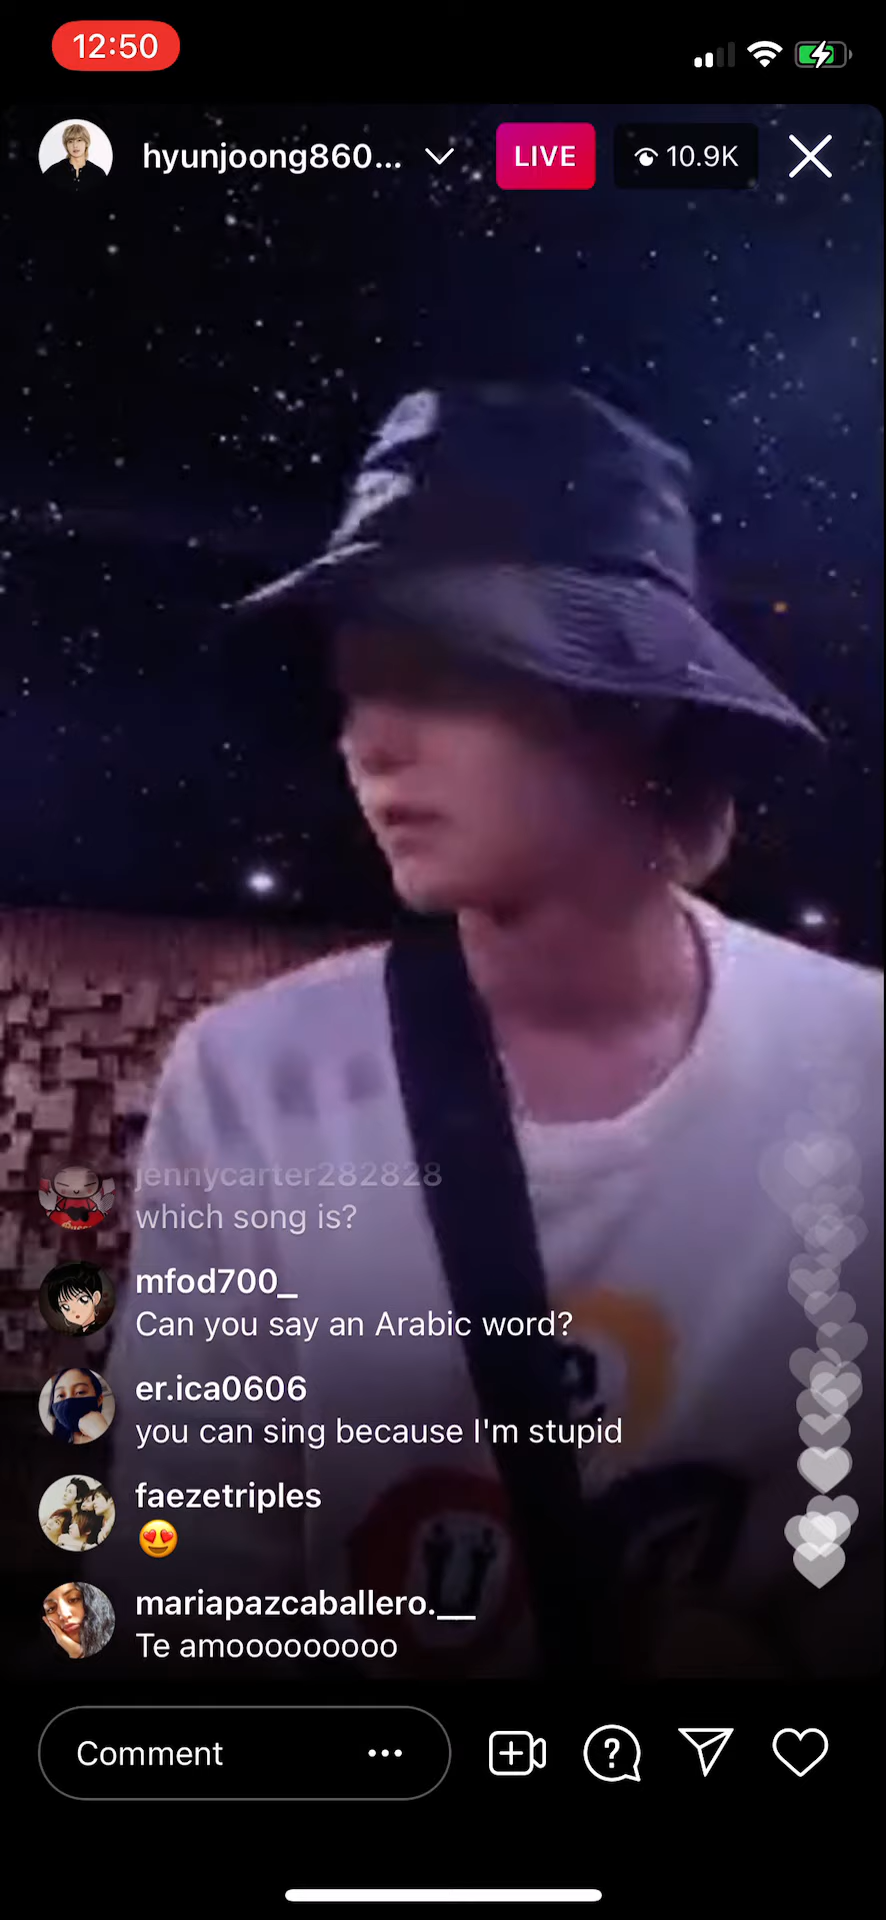 12:50
hyunjoong860...
LIVE
10.9K
jennycarter282828
which song is?
mfod700_
Can you say an Arabic word?
er.ica0606
you can sing because I'm stupid
faezetriples
😍
mariapazcaballero.__
Te amooooooooo
Comment